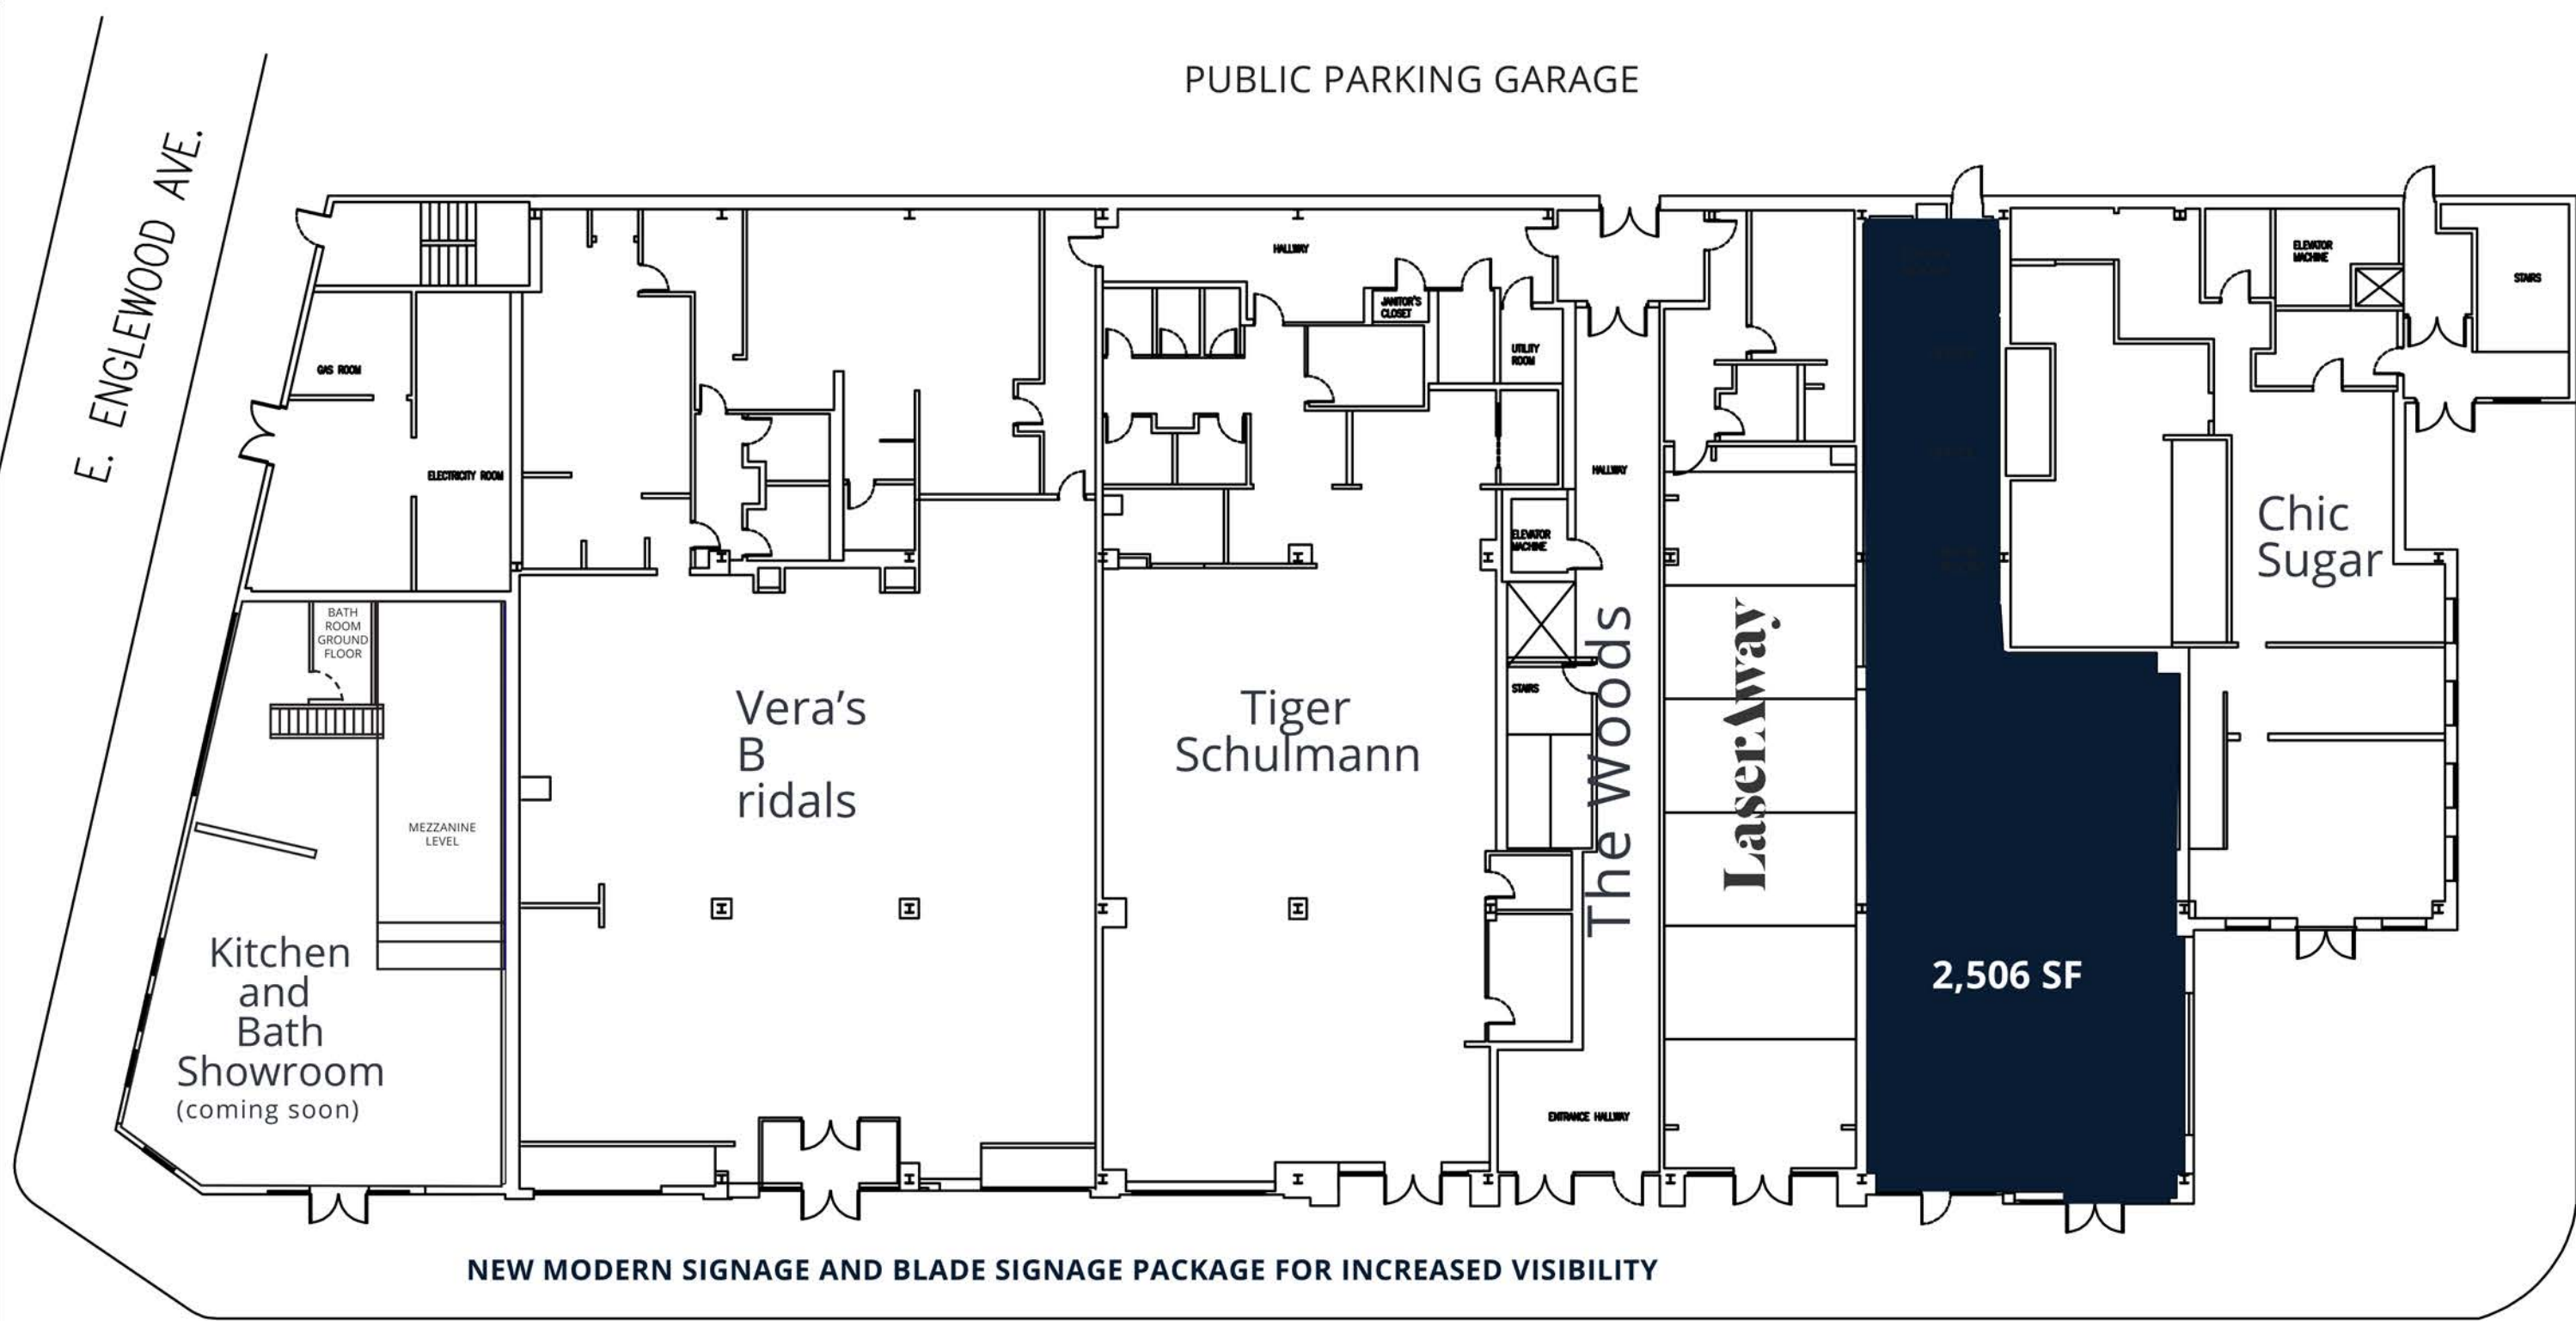 PUBLIC PARKING GARAGE
E. ENGLEWOOD AVE.
HALLWAY
JANITOR'S
CLOSET
UTILITY
ROOM
ELEVATOR
MACHINE
STAIRS
GAS ROOM
ELECTRICITY ROOM
HALLWAY
ELEVATOR
MACHINE
Chic
Sugar
BATH
ROOM
GROUND
FLOOR
STAIRS
Vera's
B
ridals
Tiger
Schulmann
The Woods
LaserAway
MEZZANINE
LEVEL
Kitchen
and
Bath
Showroom
(coming soon)
2,506 SF
ENTRANCE HALLWAY
NEW MODERN SIGNAGE AND BLADE SIGNAGE PACKAGE FOR INCREASED VISIBILITY